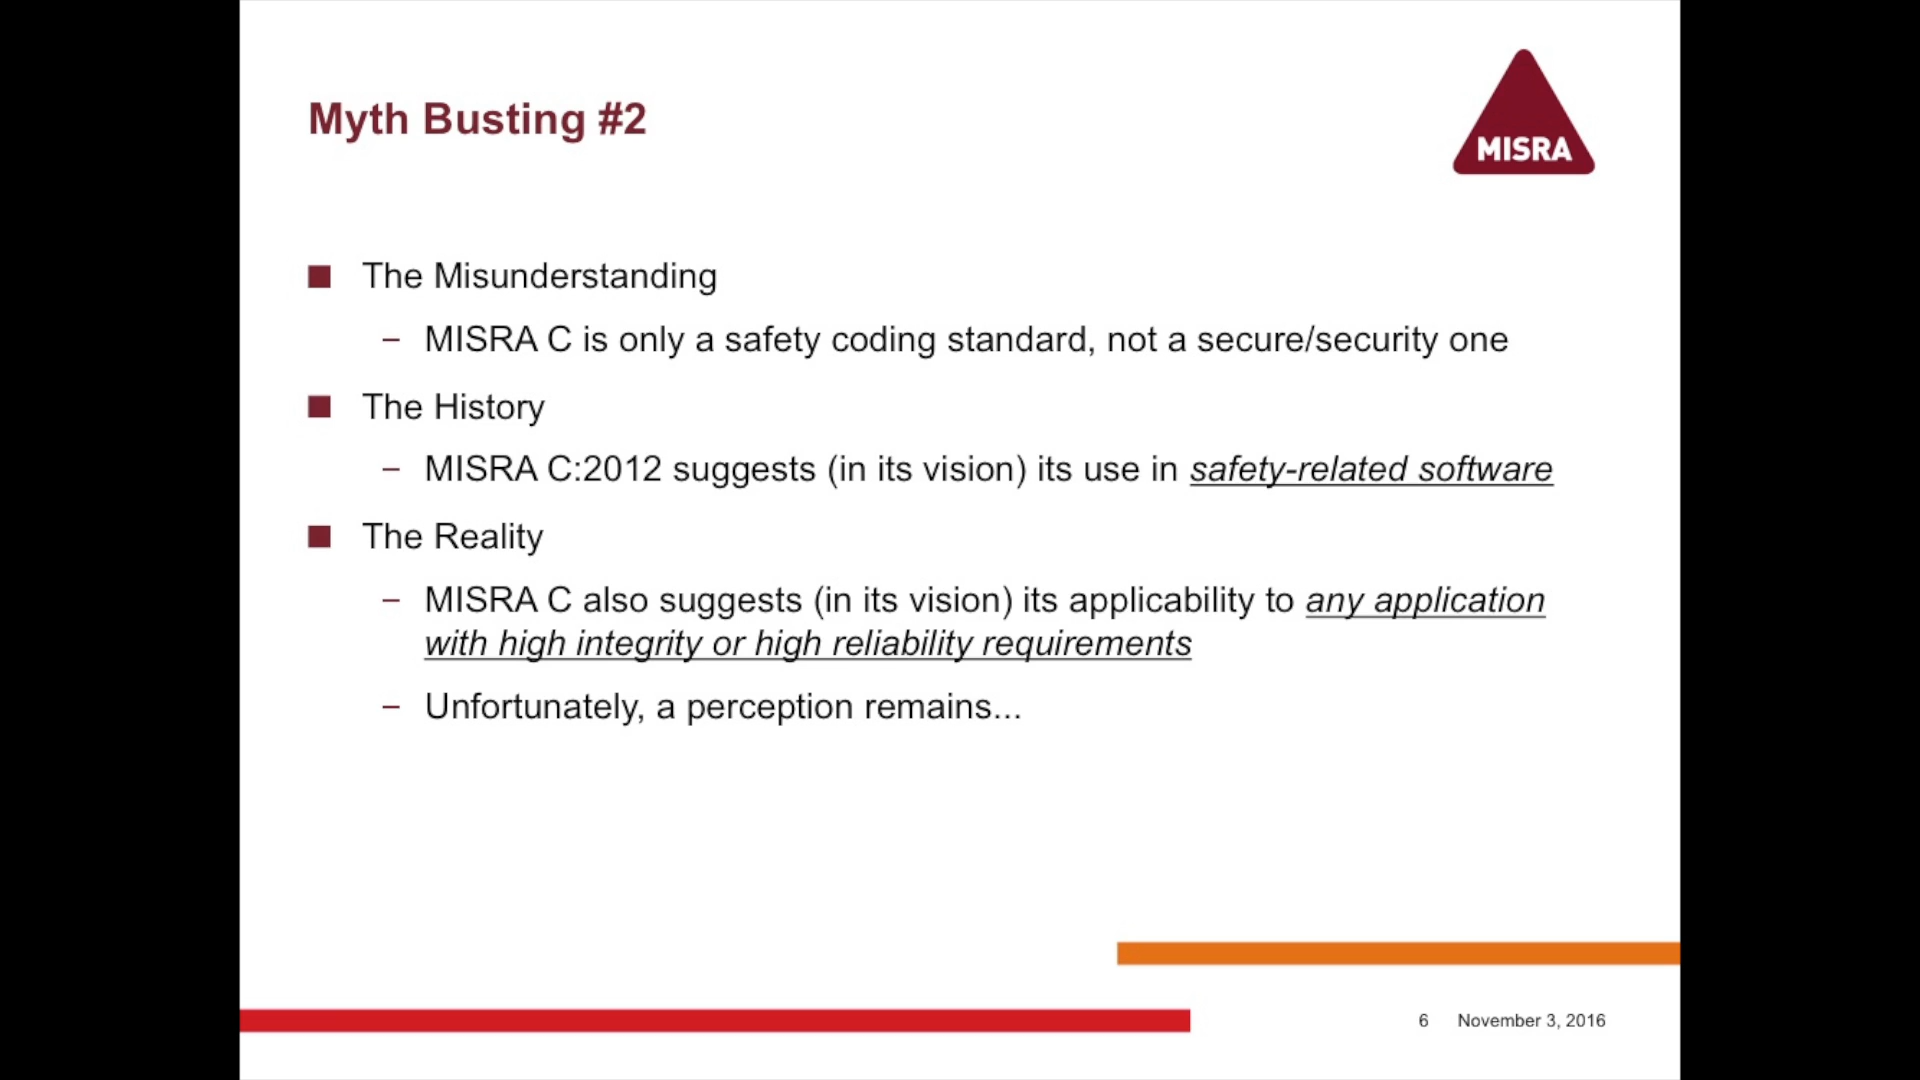 Myth Busting #2
MISRA
■ The Misunderstanding
– MISRA C is only a safety coding standard, not a secure/security one
■ The History
– MISRA C:2012 suggests (in its vision) its use in safety-related software
■ The Reality
– MISRA C also suggests (in its vision) its applicability to any application
with high integrity or high reliability requirements
– Unfortunately, a perception remains...
6 November 3, 2016